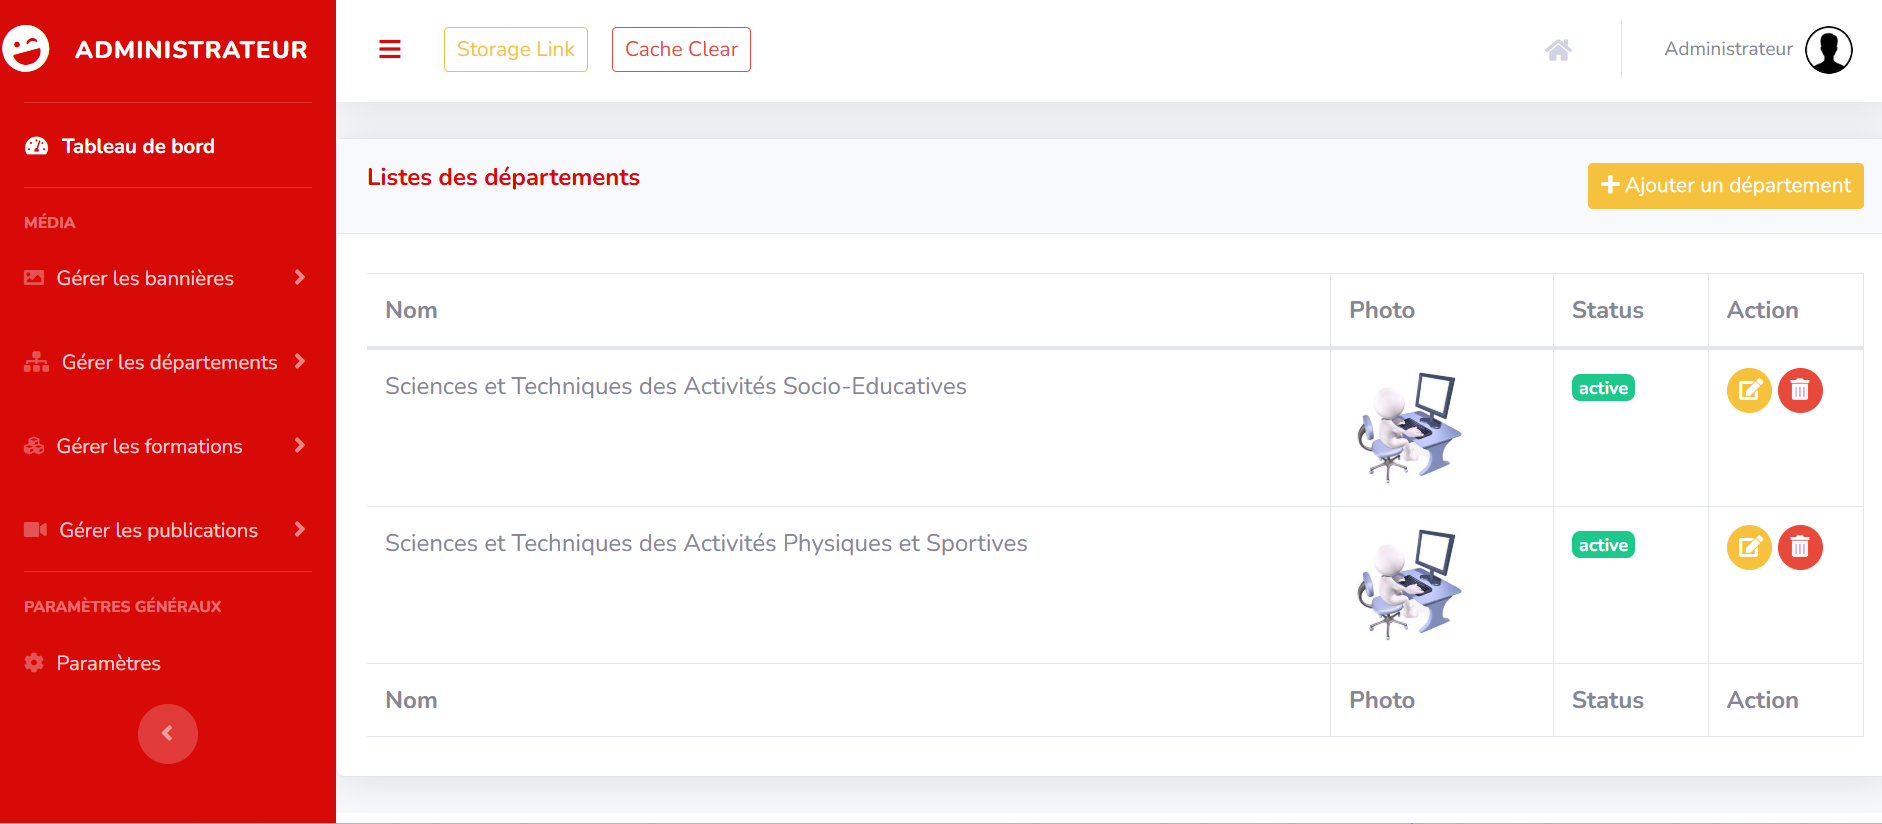 ADMINISTRATEUR
Storage Link
Cache Clear
Administrateur
Tableau de bord
MÉDIA
Gérer les bannières
Gérer les départements
Gérer les formations
Gérer les publications
PARAMÈTRES GÉNÉRAUX
Paramètres
Listes des départements
Ajouter un département
Nom Photo Status Action
Sciences et Techniques des Activités Socio-Educatives active
Sciences et Techniques des Activités Physiques et Sportives active
Nom Photo Status Action